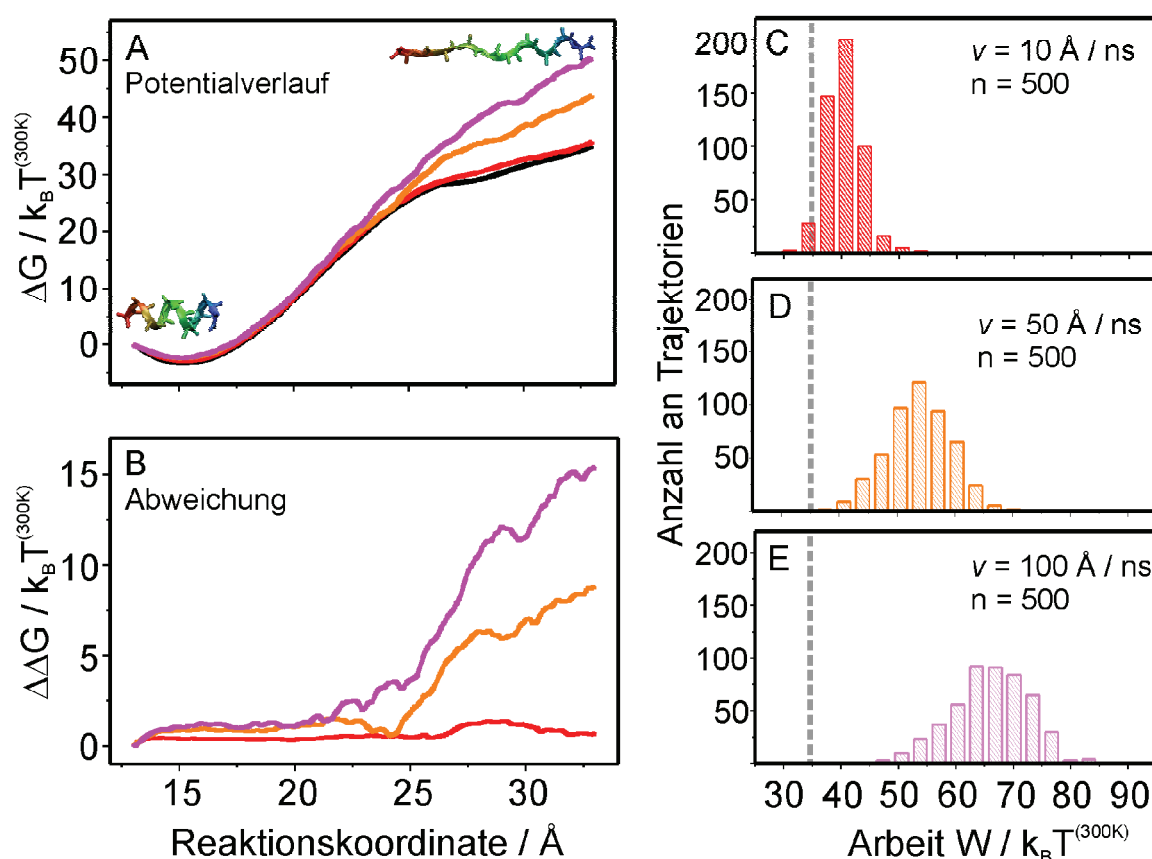 A
Potentialverlauf
50
40
30
20
10
0
ΔG / k_BT^(300K)
B
Abweichung
15
10
5
0
ΔΔG / k_BT^(300K)
15 20 25 30
Reaktionskoordinate / Å
C
v = 10 Å / ns
n = 500
200
150
100
50
D
v = 50 Å / ns
n = 500
200
150
100
50
E
v = 100 Å / ns
n = 500
200
150
100
50
Anzahl an Trajektorien
30 40 50 60 70 80 90
Arbeit W / k_BT^(300K)